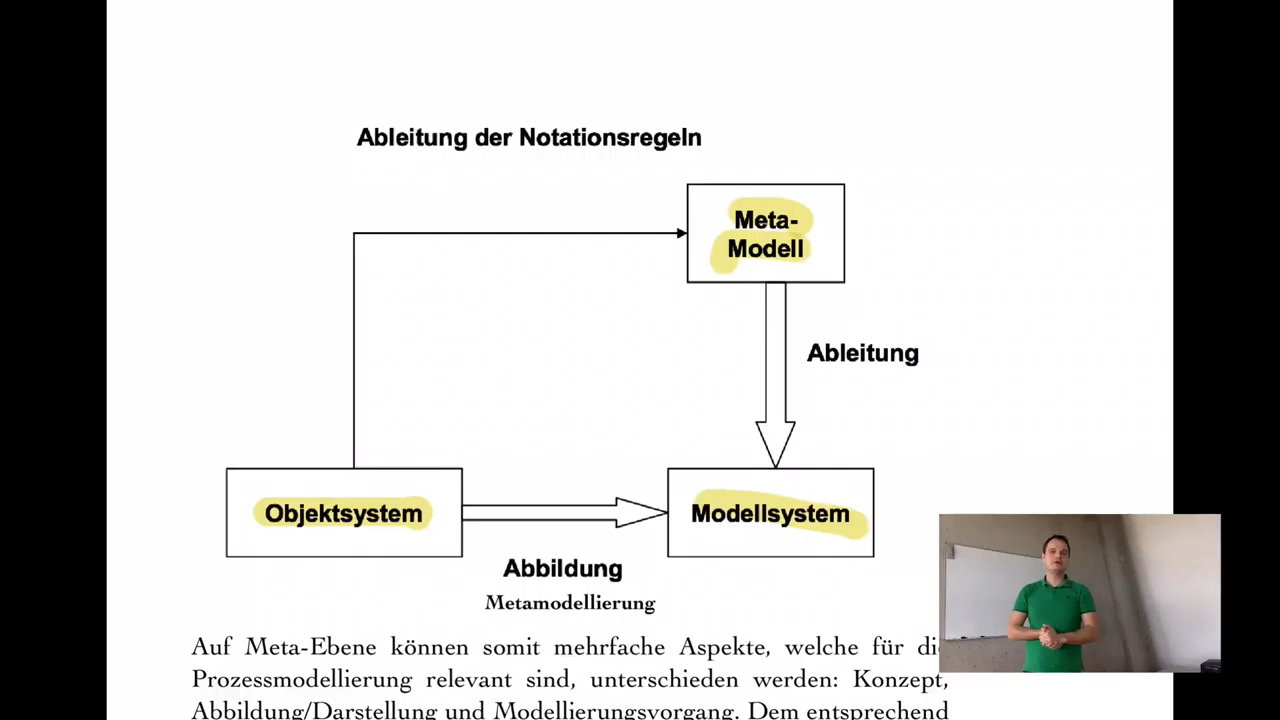 Ableitung der Notationsregeln
Meta-
Modell
Ableitung
Objektsystem
Modellsystem
Abbildung
Metamodellierung
Auf Meta-Ebene können somit mehrfache Aspekte, welche für
Prozessmodellierung relevant sind, unterschieden werden: Konzept,
Abbildung/Darstellung und Modellierungsvorgang. Dem entsprechend